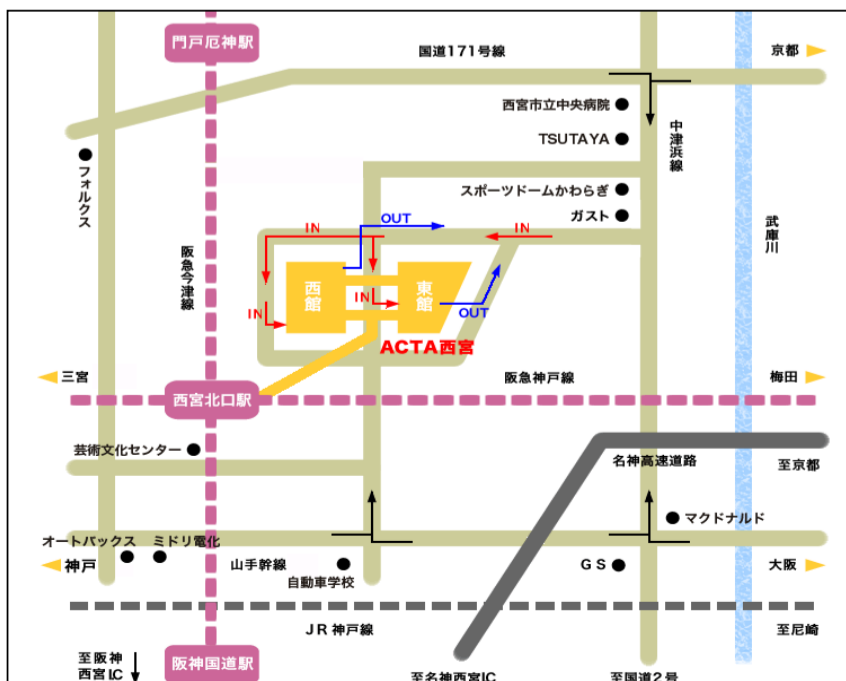 門戸厄神駅
国道171号線
京都
西宮市立中央病院
TSUTAYA
中津浜線
フォルクス
スポーツドームかわらぎ
ガスト
武庫川
阪急今津線
IN
OUT
IN
西館
東館
IN
IN
OUT
ACTA西宮
三宮
西宮北口駅
阪急神戸線
梅田
芸術文化センター
名神高速道路
至京都
オートバックス
ミドリ電化
マクドナルド
神戸
山手幹線
自動車学校
GS
大阪
JR神戸線
至尼崎
至阪神
西宮I.C
阪神国道駅
至名神西宮IC
至国道2号